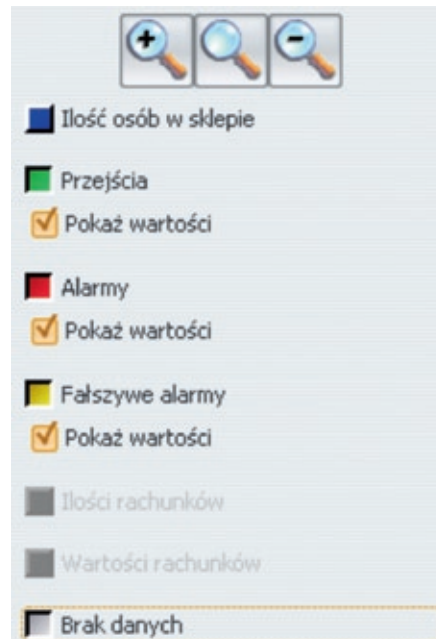 Ilość osób w sklepie
Przejścia
Pokaż wartości
Alarmy
Pokaż wartości
Fałszywe alarmy
Pokaż wartości
Ilości rachunków
Wartości rachunków
Brak danych